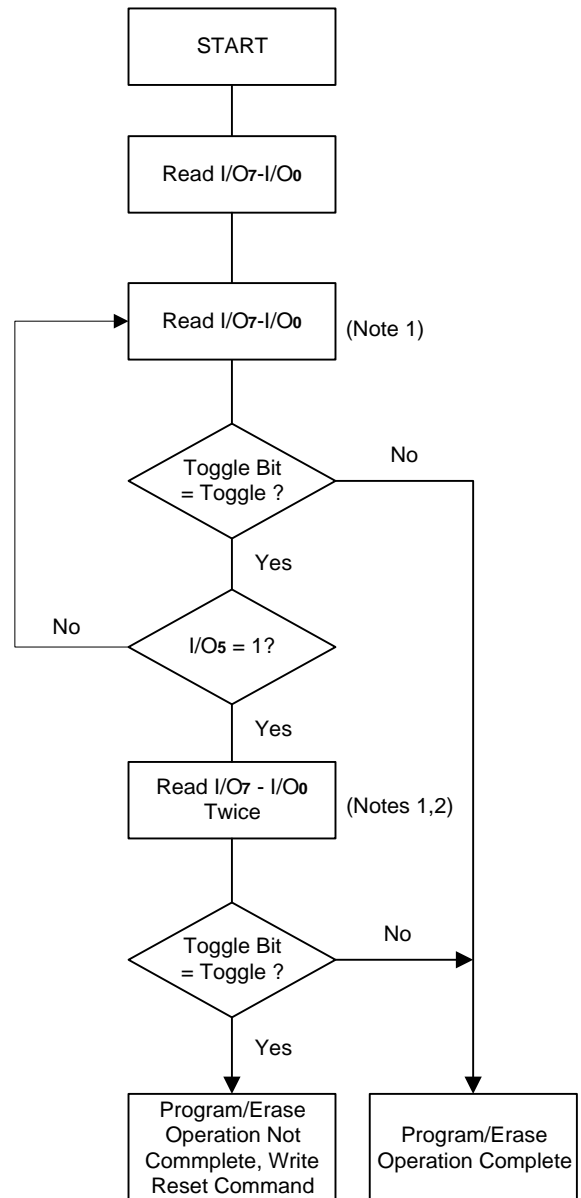 START
Read I/O7-I/O0
Read I/O7-I/O0
(Note 1)
Toggle Bit
= Toggle ?
No
Yes
I/O5 = 1?
No
Yes
Read I/O7 - I/O0
Twice
(Notes 1,2)
Toggle Bit
= Toggle ?
No
Yes
Program/Erase
Operation Not
Commplete, Write
Reset Command
Program/Erase
Operation Complete